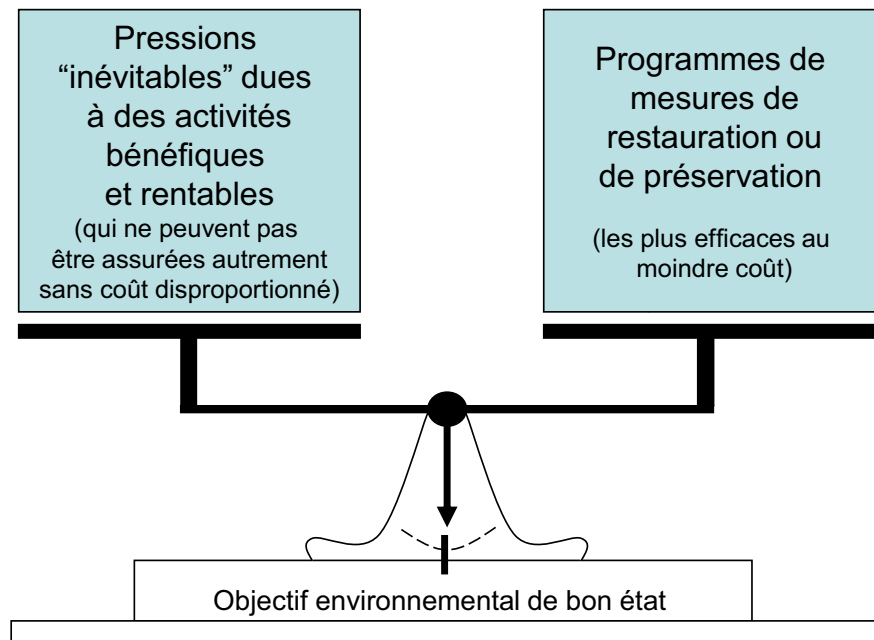 Pressions
“inévitables” dues
à des activités
bénéfiques
et rentables
(qui ne peuvent pas
être assurées autrement
sans coût disproportionné)
Programmes de
mesures de
restauration ou
de préservation
(les plus efficaces au
moindre coût)
Objectif environnemental de bon état